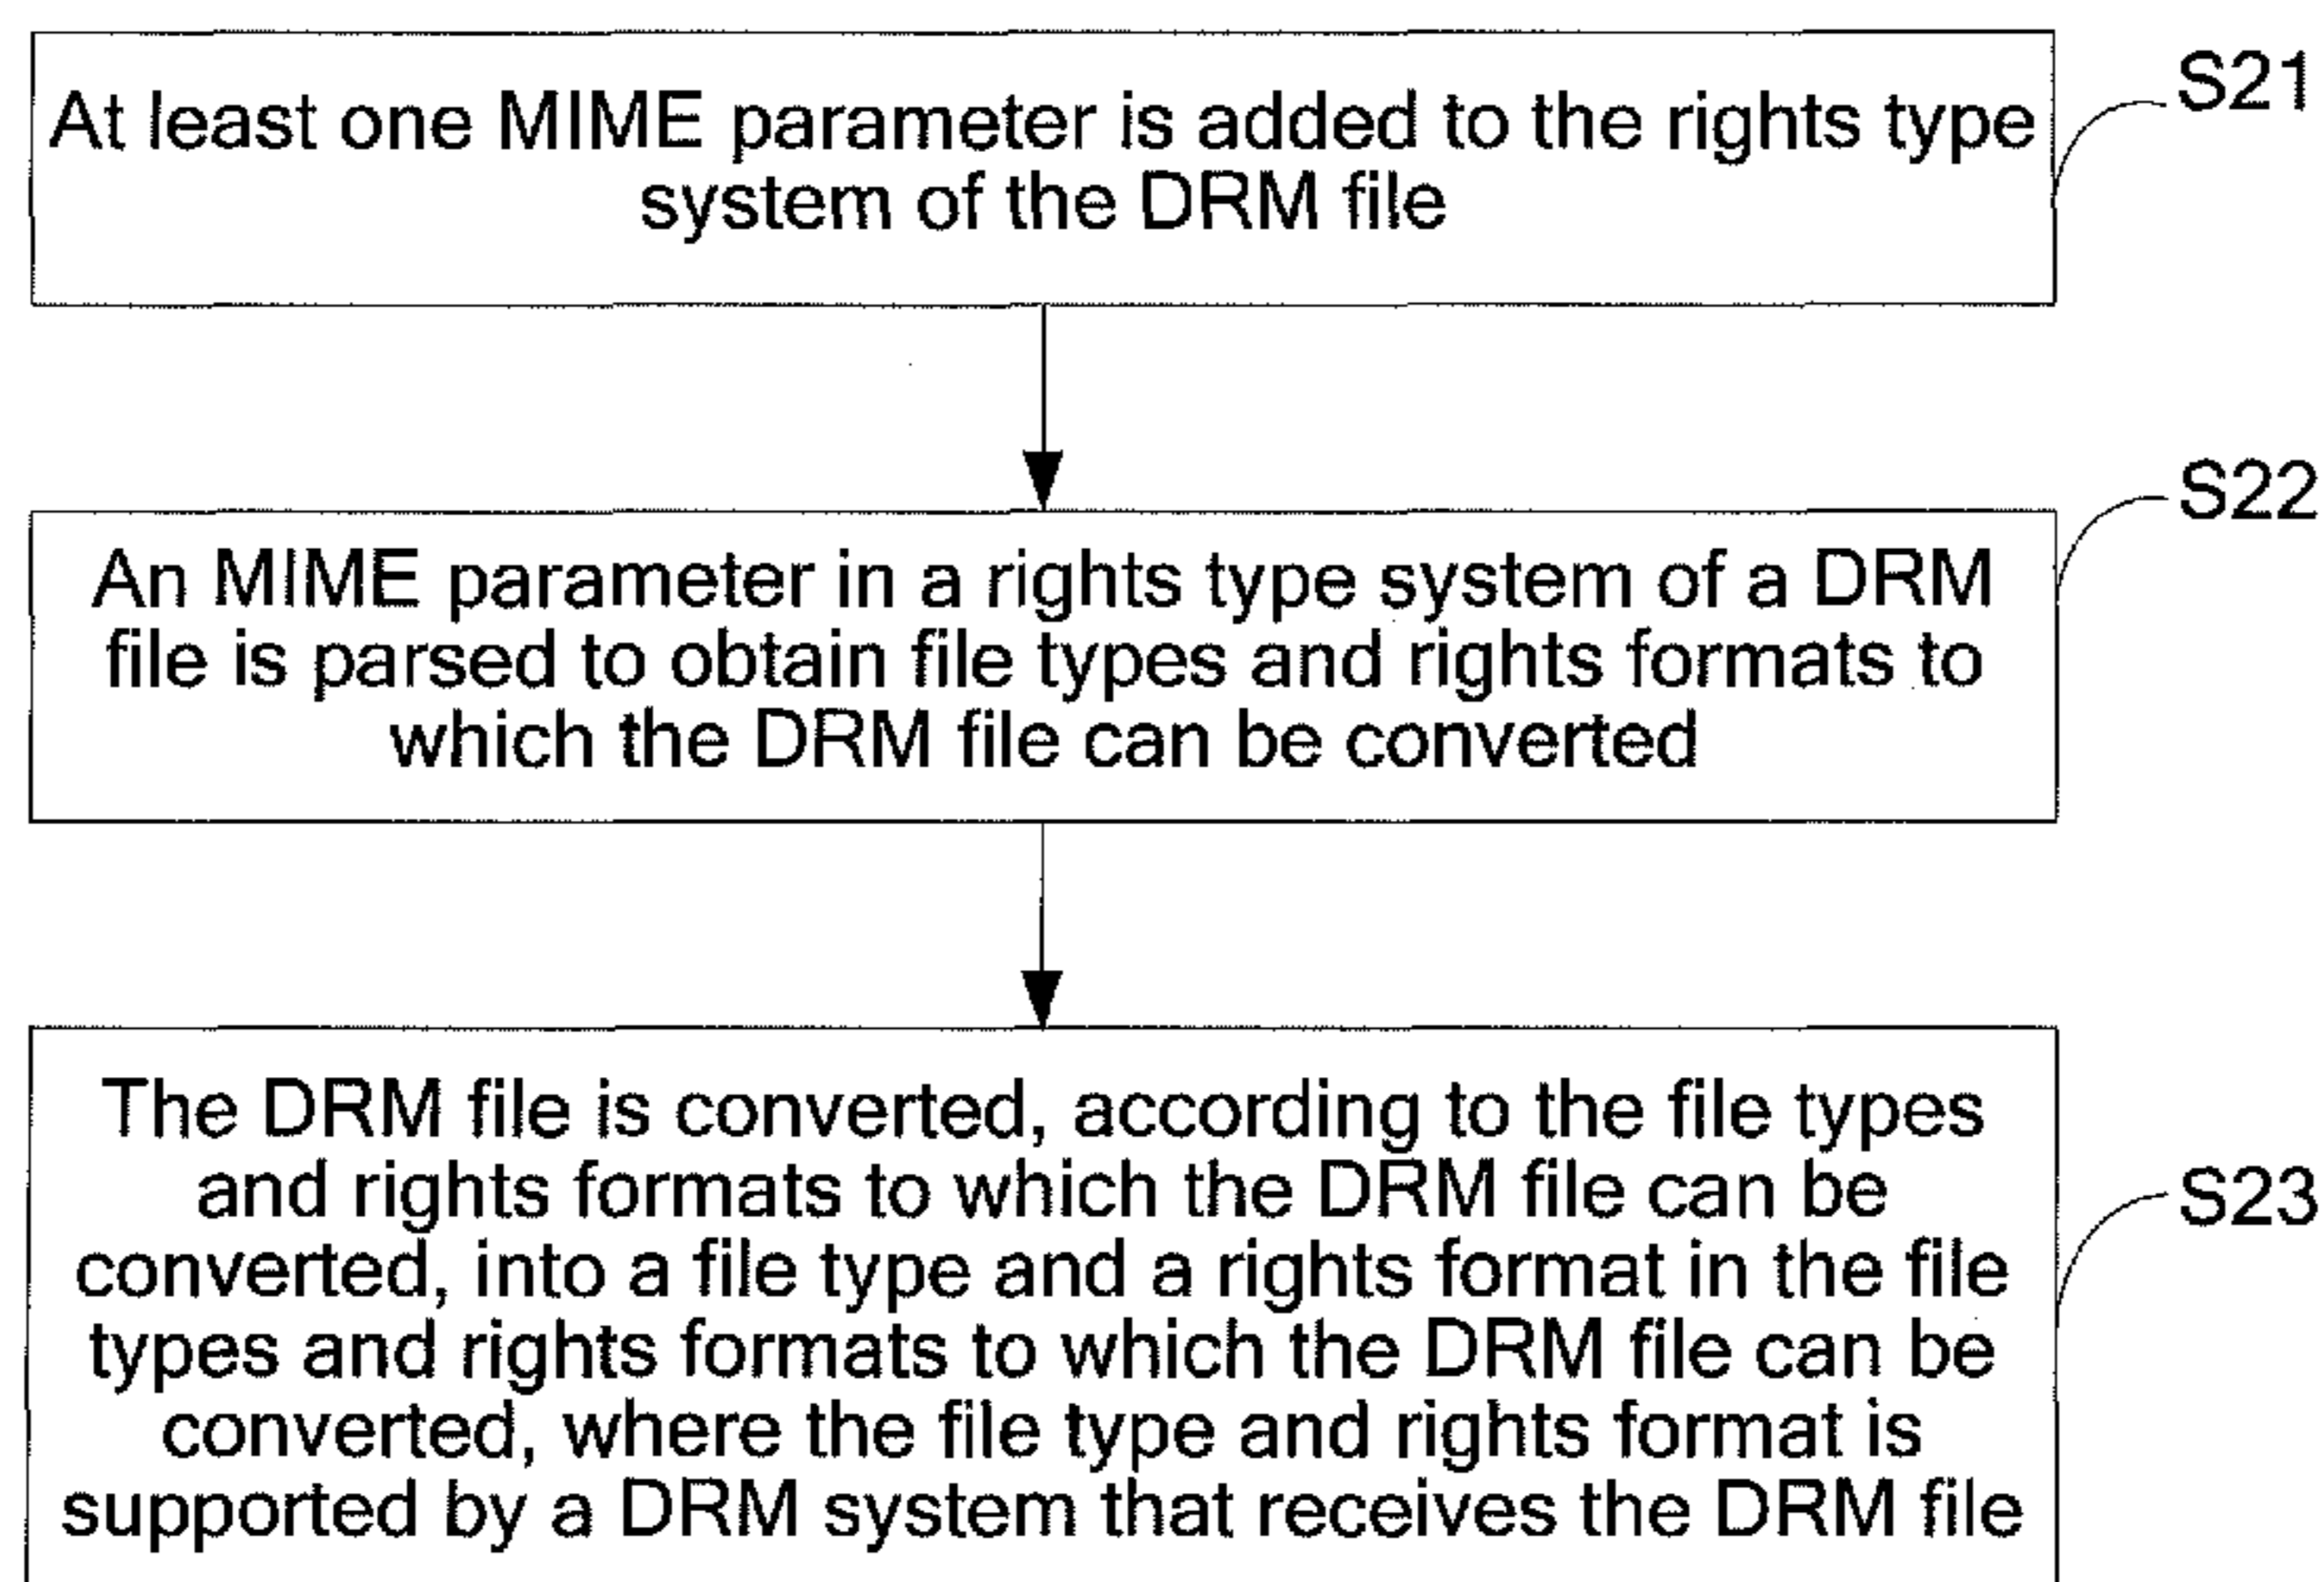 At least one MIME parameter is added to the rights type
system of the DRM file
S21
An MIME parameter in a rights type system of a DRM
file is parsed to obtain file types and rights formats to
which the DRM file can be converted
S22
The DRM file is converted, according to the file types
and rights formats to which the DRM file can be
converted, into a file type and a rights format in the file
types and rights formats to which the DRM file can be
converted, where the file type and rights format is
supported by a DRM system that receives the DRM file
S23